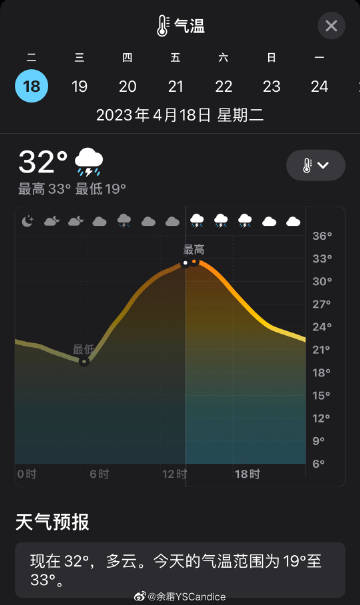 气温
二 三 四 五 六 日 一
18 19 20 21 22 23 24
2023年4月18日 星期二
32°
最高 33° 最低 19°
最高
最低
36°
33°
30°
27°
24°
21°
18°
15°
12°
9°
6°
0时 6时 12时 18时
天气预报
现在 32°，多云。今天的气温范围为 19°至
33°。
@余霜YSCandice